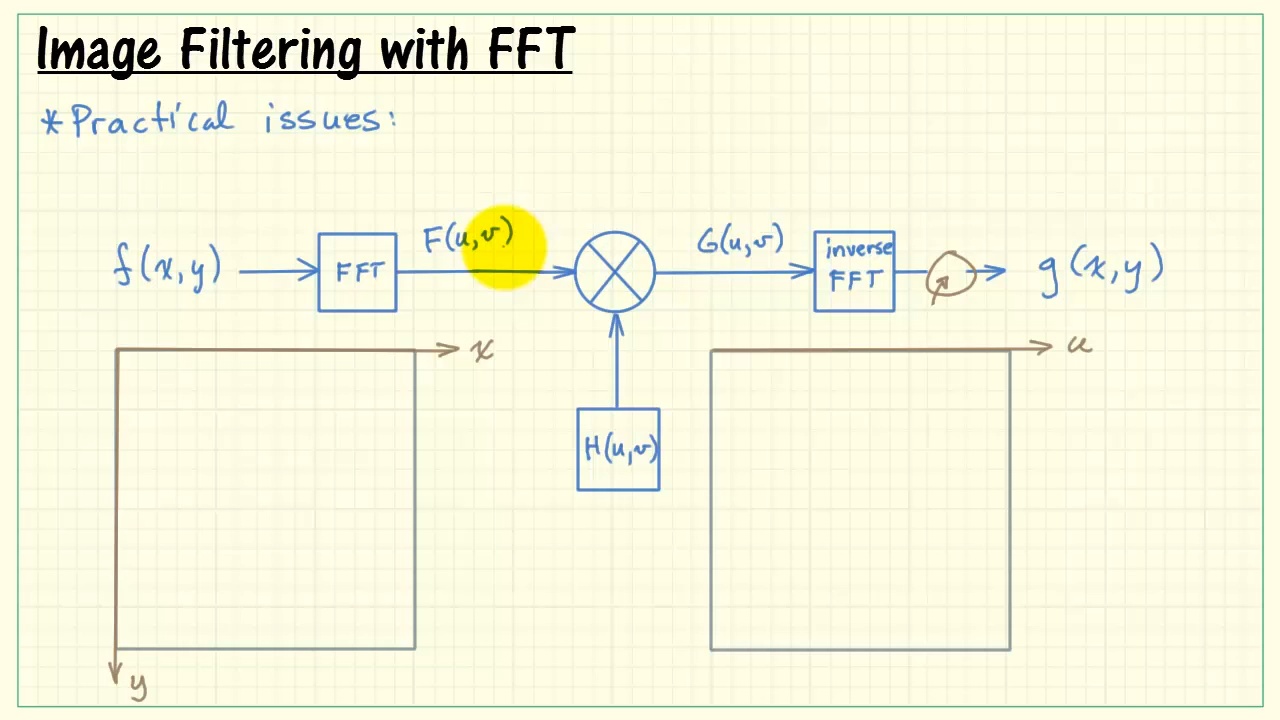 Image Filtering with FFT
*Practical issues:
f(x,y) FFT F(u,v) G(u,v) inverse FFT g(x,y)
x
u
H(u,v)
y